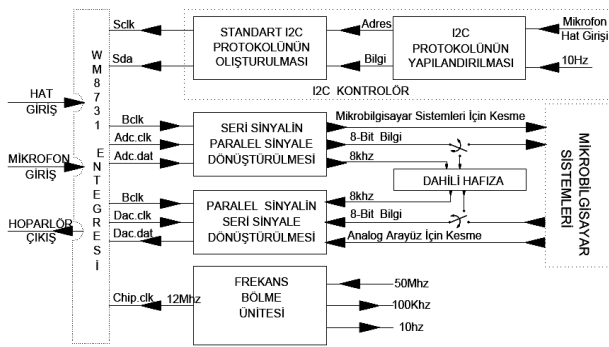 Sclk
Sda
STANDART I2C
PROTOKOLÜNÜN
OLIŞTURULMASI
Adres
Bilgi
I2C
PROTOKOLÜNÜN
YAPILANDIRILMASI
Mikrofon
Hat Girişi
10Hz
I2C KONTROLÖR
HAT
GİRİŞ
MİKROFON
GİRİŞ
HOPARLÖR
ÇIKIŞ
WM8731 ENTEGRESİ
Bclk
Adc.clk
Adc.dat
SERİ SİNYALİN
PARALEL SİNYALE
DÖNÜŞTÜRÜLMESİ
Mikrobilgisayar Sistemleri İçin Kesme
8-Bit Bilgi
8khz
DAHİLİ HAFIZA
MİKROBİLGİSAYAR
SİSTEMLERİ
Bclk
Dac.clk
Dac.dat
PARALEL SİNYALIN
SERİ SİNYALE
DÖNÜŞTÜRÜLMESİ
8khz
8-Bit Bilgi
Analog Arayüz İçin Kesme
Chip.clk
12Mhz
FREKANS
BÖLME
ÜNİTESİ
50Mhz
100Khz
10hz